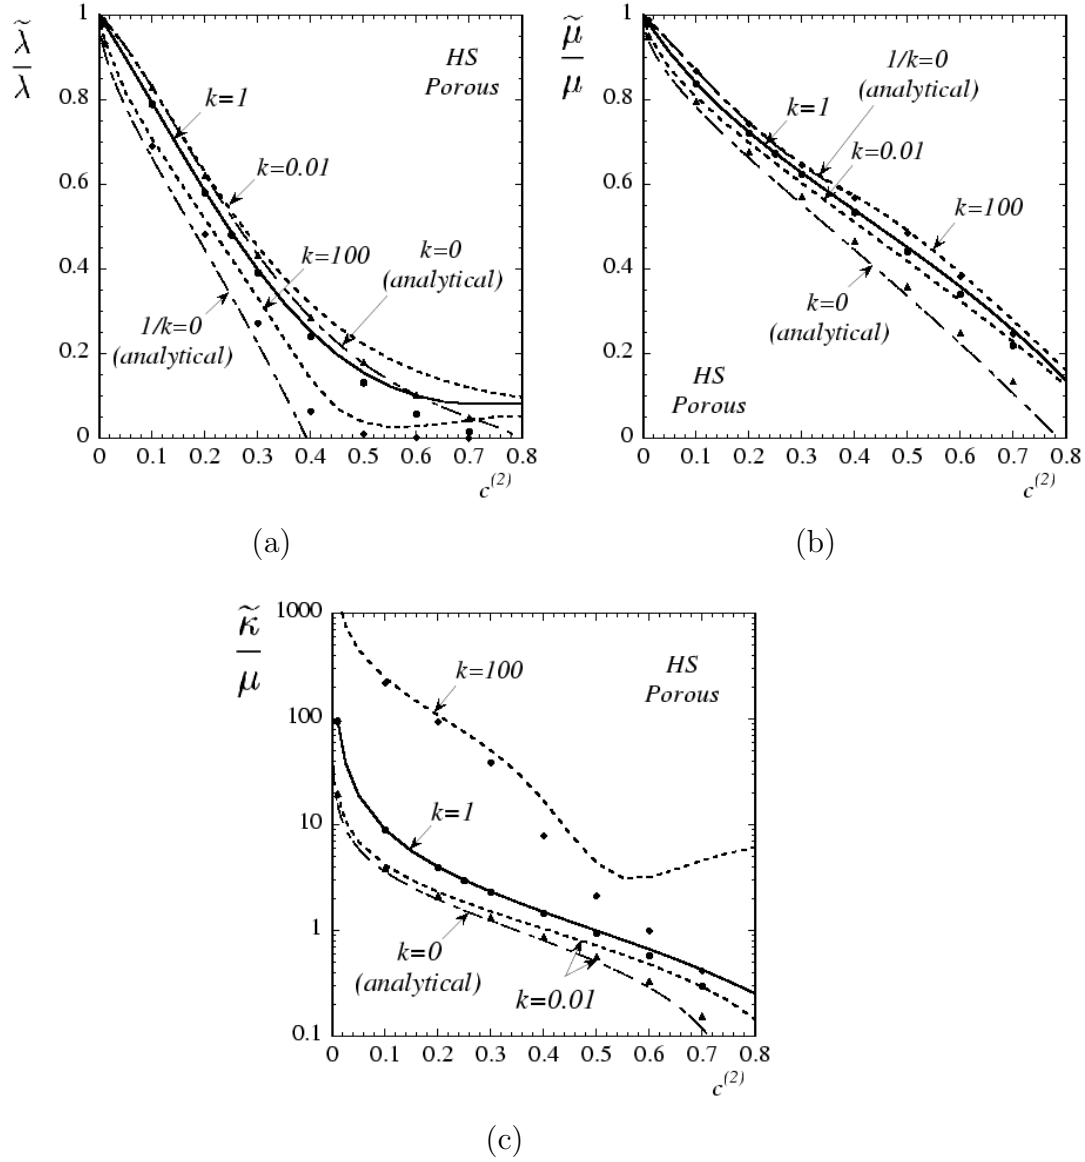 λ̃
λ
1
0.8
0.6
0.4
0.2
0
0 0.1 0.2 0.3 0.4 0.5 0.6 0.7 0.8
c(2)
HS
Porous
k=1
k=0.01
k=100
k=0
(analytical)
1/k=0
(analytical)
(a)
μ̃
μ
1
0.8
0.6
0.4
0.2
0
0 0.1 0.2 0.3 0.4 0.5 0.6 0.7 0.8
c(2)
1/k=0
(analytical)
k=1
k=0.01
k=100
k=0
(analytical)
HS
Porous
(b)
κ̃
μ
1000
100
10
1
0.1
0 0.1 0.2 0.3 0.4 0.5 0.6 0.7 0.8
c(2)
HS
Porous
k=100
k=1
k=0
(analytical)
k=0.01
(c)